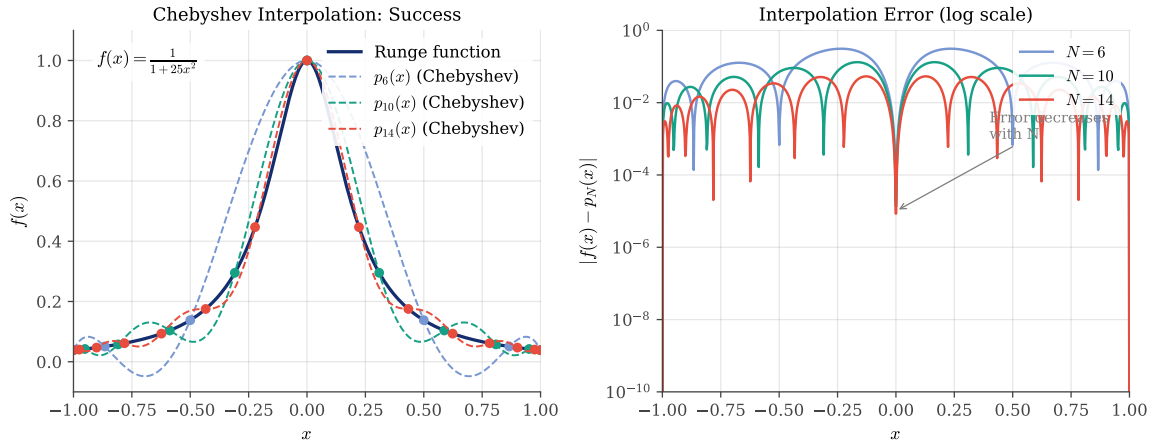 Chebyshev Interpolation: Success
f(x) = 1/(1+25x²)
Runge function
p₆(x) (Chebyshev)
p₁₀(x) (Chebyshev)
p₁₄(x) (Chebyshev)
f(x)
1.0
0.8
0.6
0.4
0.2
0.0
−1.00 −0.75 −0.50 −0.25 0.00 0.25 0.50 0.75 1.00
x
Interpolation Error (log scale)
N = 6
N = 10
N = 14
Error decreases
with N
|f(x) − p_N(x)|
10⁰
10⁻²
10⁻⁴
10⁻⁶
10⁻⁸
10⁻¹⁰
−1.00 −0.75 −0.50 −0.25 0.00 0.25 0.50 0.75 1.00
x